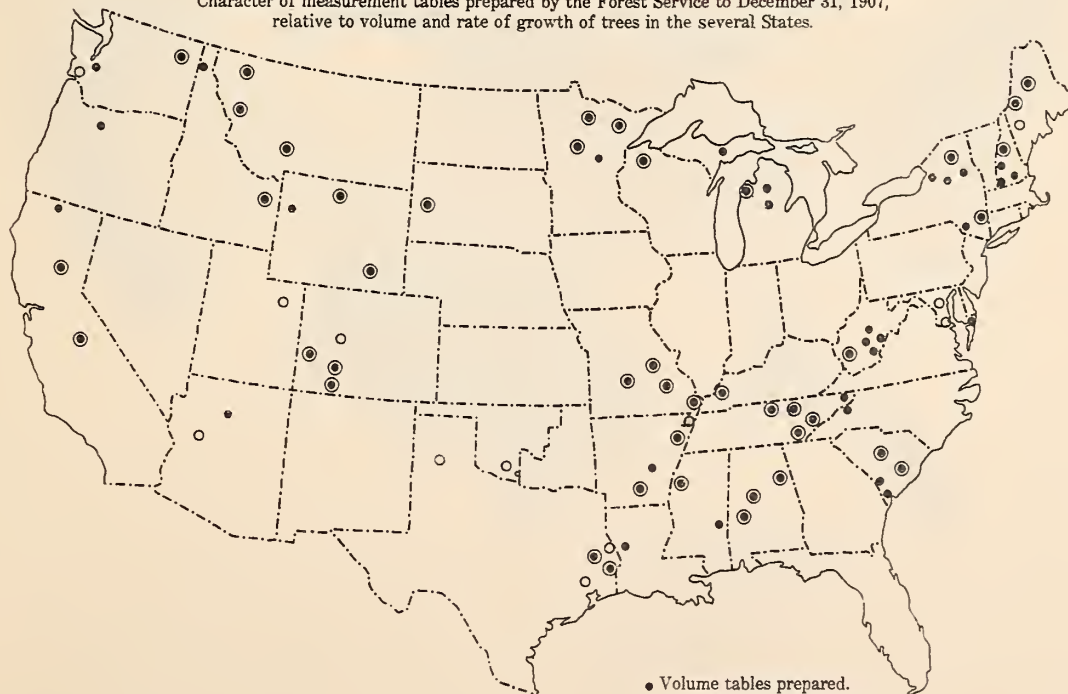 Character of measurement tables prepared by the Forest Service to December 31, 1907,
relative to volume and rate of growth of trees in the several States.
● Volume tables prepared.